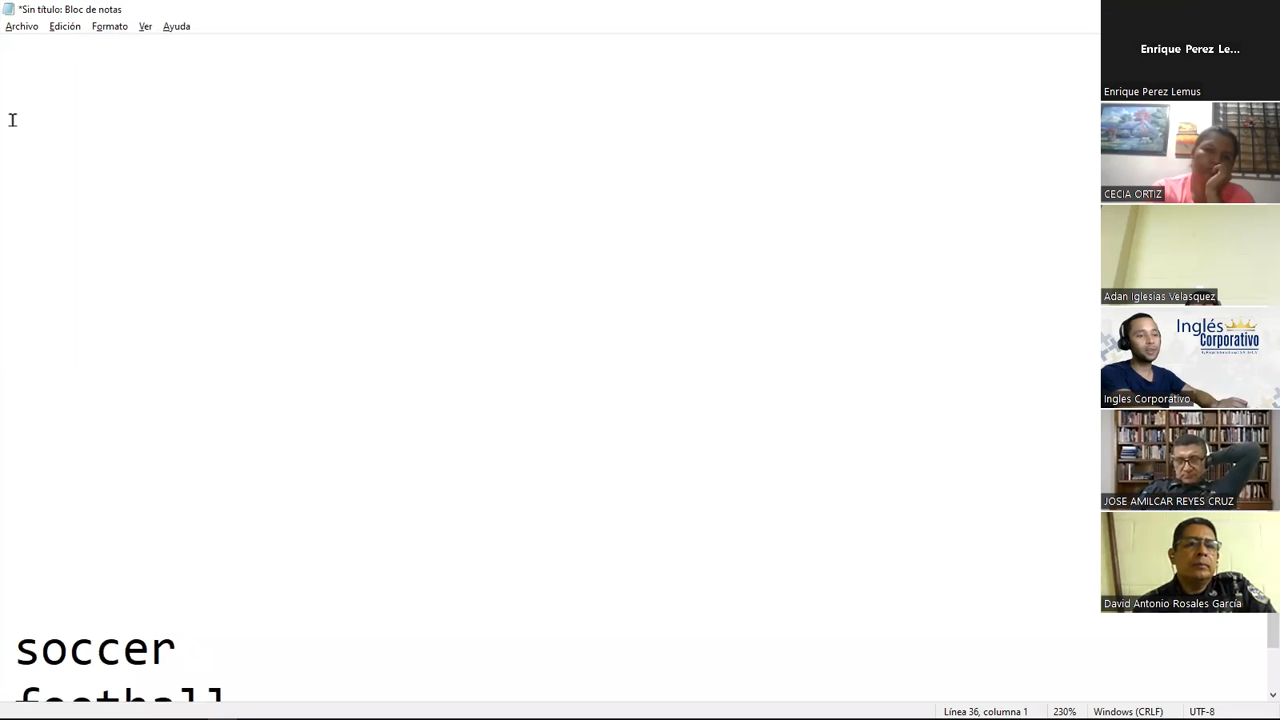 *Sin título: Bloc de notas
Archivo Edición Formato Ver Ayuda
Enrique Perez Le...
Enrique Perez Lemus
CECIA ORTIZ
Adan Iglesias Velasquez
Inglés
Corporativo
Ingles Corporativo
JOSE AMILCAR REYES CRUZ
David Antonio Rosales García
soccer
football
Línea 36, columna 1 230% Windows (CRLF) UTF-8